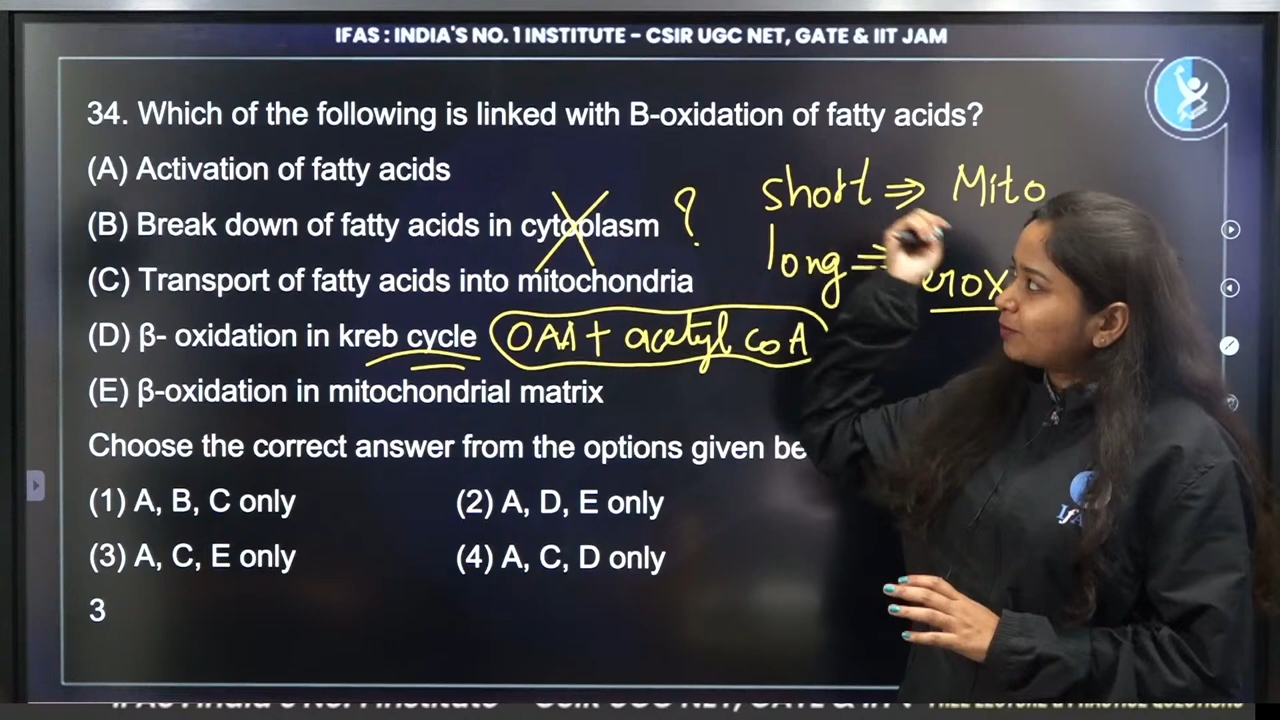 IFAS : INDIA'S NO. 1 INSTITUTE – CSIR UGC NET, GATE & IIT JAM
34. Which of the following is linked with B-oxidation of fatty acids?
(A) Activation of fatty acids
short ⇒ Mito
(B) Break down of fatty acids in cytoplasm ?
long ⇒
(C) Transport of fatty acids into mitochondria
(D) β- oxidation in kreb cycle OAA + acetyl CoA
(E) β-oxidation in mitochondrial matrix
Choose the correct answer from the options given
(1) A, B, C only (2) A, D, E only
(3) A, C, E only (4) A, C, D only
3